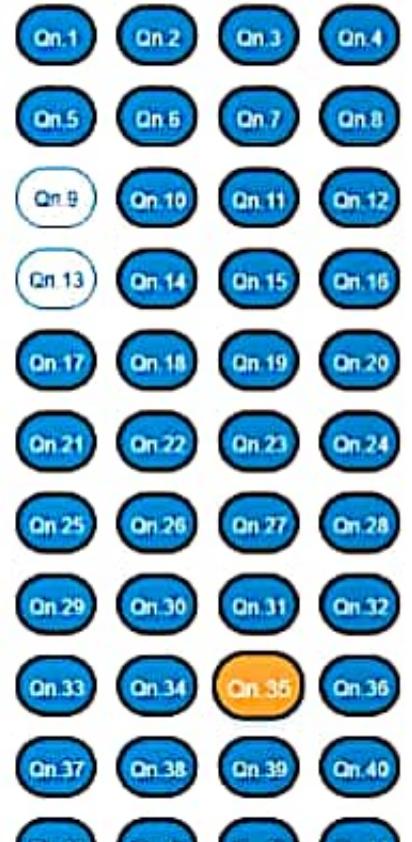 Qn.1 Qn.2 Qn.3 Qn.4
Qn.5 Qn.6 Qn.7 Qn.8
Qn.9 Qn.10 Qn.11 Qn.12
Qn.13 Qn.14 Qn.15 Qn.16
Qn.17 Qn.18 Qn.19 Qn.20
Qn.21 Qn.22 Qn.23 Qn.24
Qn.25 Qn.26 Qn.27 Qn.28
Qn.29 Qn.30 Qn.31 Qn.32
Qn.33 Qn.34 Qn.35 Qn.36
Qn.37 Qn.38 Qn.39 Qn.40